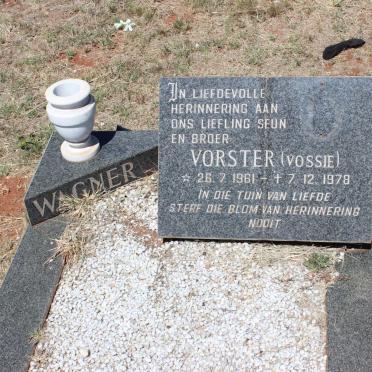 IN LIEFDEVOLLE
HERINNERING AAN
ONS LIEFLING SEUN
EN BROER
VORSTER (VOSSIE)
☆ 26. 7. 1961 - + 7. 12. 1978
IN DIE TUIN VAN LIEFDE
STERF DIE BLOM VAN HERINNERING
NOOIT
WAGNER